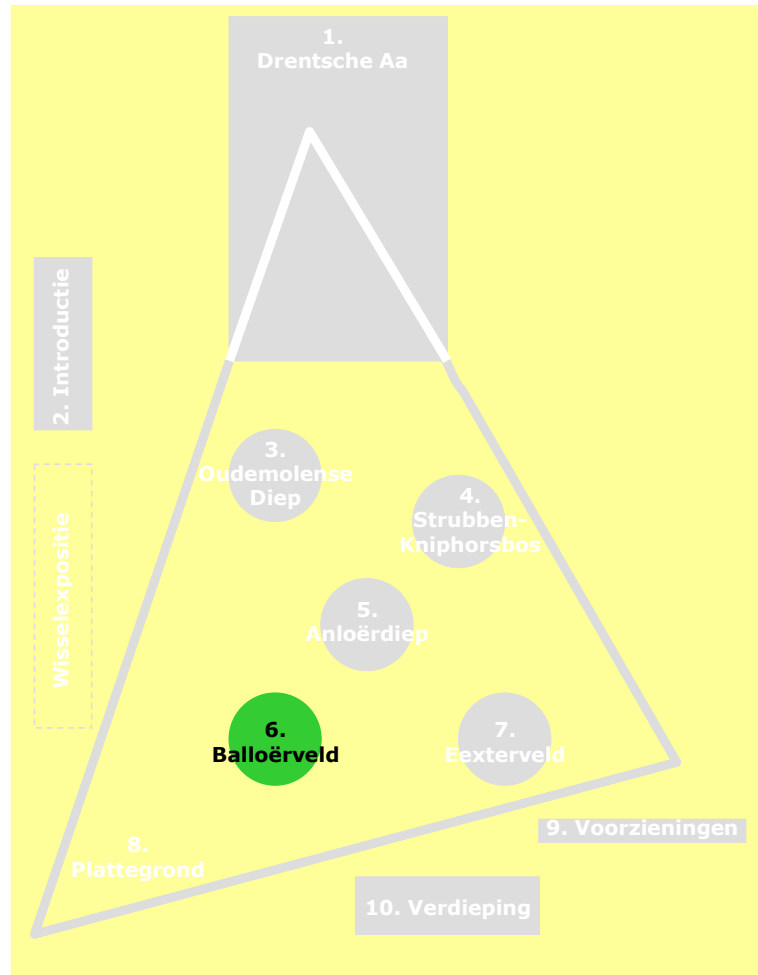 1.
Drentsche Aa
2. Introductie
3.
Oudemolense
Diep
4.
Strubben-
Kniphorsbos
Wisselexpositie
5.
Anloërdiep
6.
Balloërveld
7.
Eexterveld
8.
Plattegrond
9. Voorzieningen
10. Verdieping